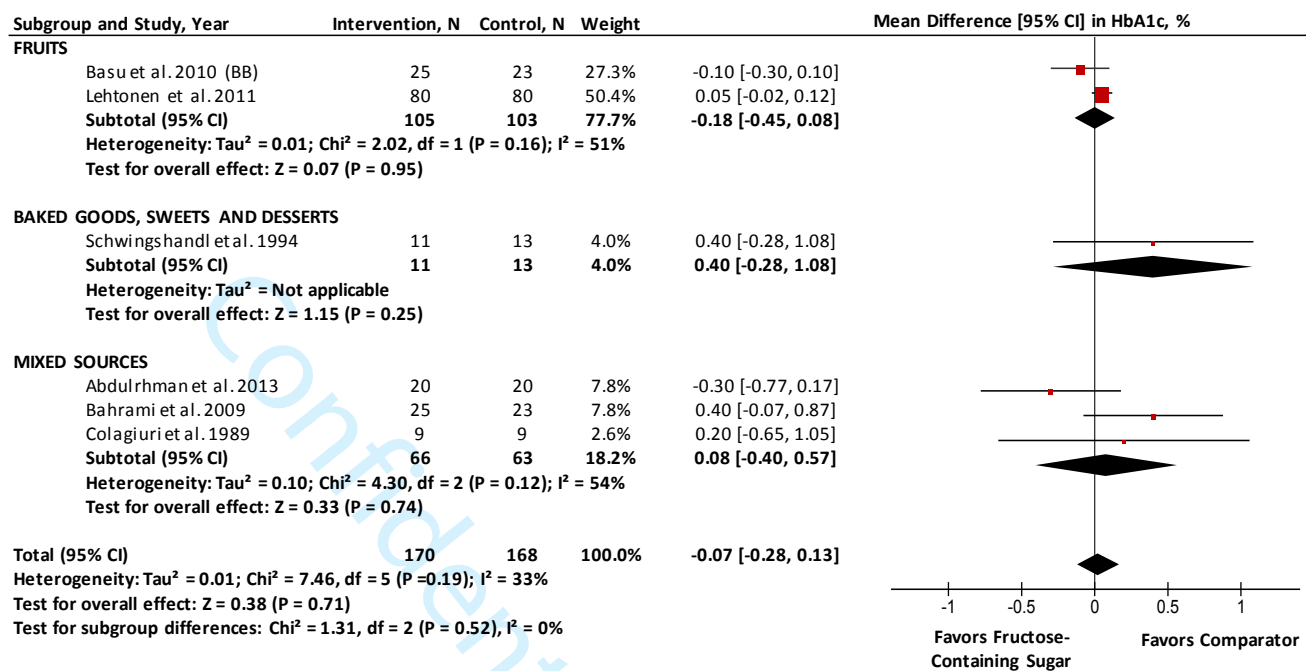 Subgroup and Study, Year Intervention, N Control, N Weight Mean Difference [95% CI] in HbA1c, %
FRUITS
Basu et al. 2010 (BB) 25 23 27.3% -0.10 [-0.30, 0.10]
Lehtonen et al. 2011 80 80 50.4% 0.05 [-0.02, 0.12]
Subtotal (95% CI) 105 103 77.7% -0.18 [-0.45, 0.08]
Heterogeneity: Tau² = 0.01; Chi² = 2.02, df = 1 (P = 0.16); I² = 51%
Test for overall effect: Z = 0.07 (P = 0.95)
BAKED GOODS, SWEETS AND DESSERTS
Schwingshandl et al. 1994 11 13 4.0% 0.40 [-0.28, 1.08]
Subtotal (95% CI) 11 13 4.0% 0.40 [-0.28, 1.08]
Heterogeneity: Tau² = Not applicable
Test for overall effect: Z = 1.15 (P = 0.25)
MIXED SOURCES
Abdulrhman et al. 2013 20 20 7.8% -0.30 [-0.77, 0.17]
Bahrami et al. 2009 25 23 7.8% 0.40 [-0.07, 0.87]
Colagiuri et al. 1989 9 9 2.6% 0.20 [-0.65, 1.05]
Subtotal (95% CI) 66 63 18.2% 0.08 [-0.40, 0.57]
Heterogeneity: Tau² = 0.10; Chi² = 4.30, df = 2 (P = 0.12); I² = 54%
Test for overall effect: Z = 0.33 (P = 0.74)
Total (95% CI) 170 168 100.0% -0.07 [-0.28, 0.13]
Heterogeneity: Tau² = 0.01; Chi² = 7.46, df = 5 (P =0.19); I² = 33%
Test for overall effect: Z = 0.38 (P = 0.71)
Test for subgroup differences: Chi² = 1.31, df = 2 (P = 0.52), I² = 0%
-1 -0.5 0 0.5 1
Favors Fructose-
Containing Sugar
Favors Comparator
Confident